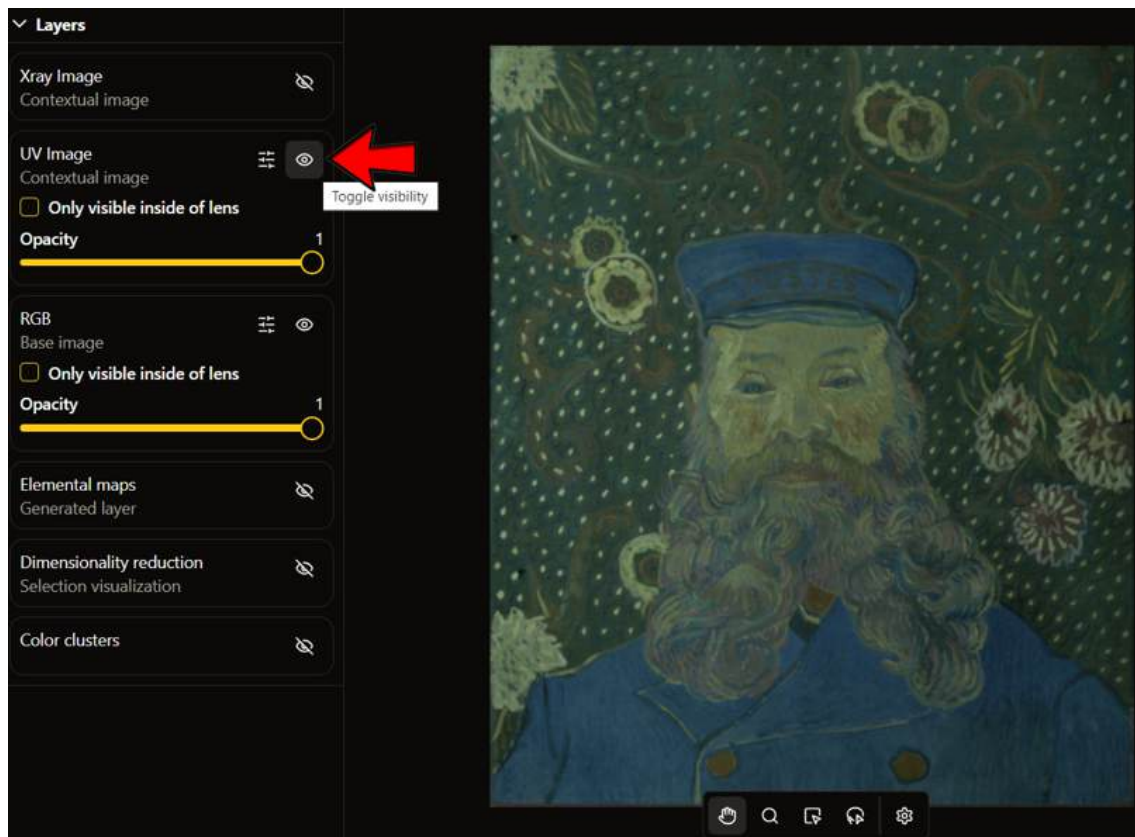 Layers
Xray Image
Contextual image
UV Image
Contextual image
Toggle visibility
Only visible inside of lens
Opacity 1
RGB
Base image
Only visible inside of lens
Opacity 1
Elemental maps
Generated layer
Dimensionality reduction
Selection visualization
Color clusters